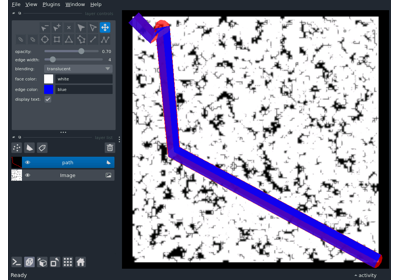 File View Plugins Window Help
opacity: 0.70
edge width:
blending: translucent
face color: white
edge color: blue
display text:
path
Image
Ready
activity